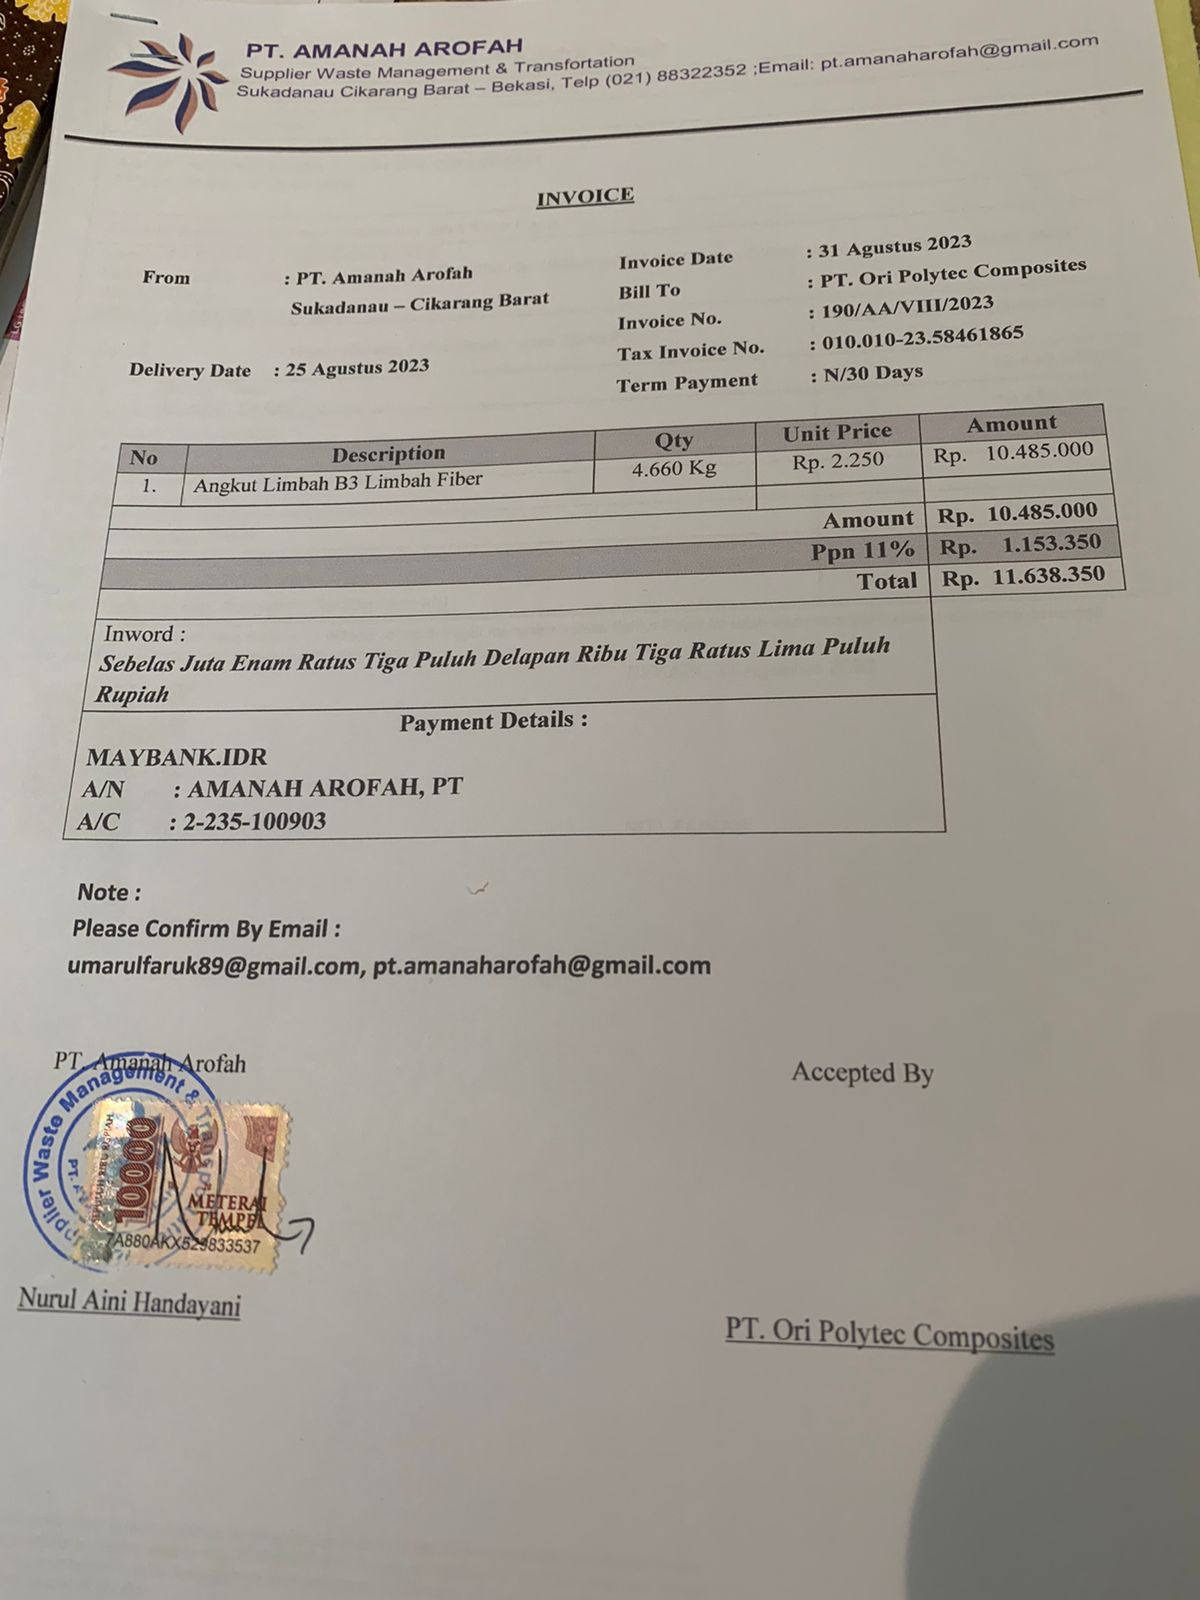 PT. AMANAH AROFAH
Supplier Waste Management & Transfortation
Sukadanau Cikarang Barat – Bekasi, Telp (021) 88322352 ;Email: pt.amanaharofah@gmail.com
INVOICE
From : PT. Amanah Arofah
Sukadanau – Cikarang Barat
Delivery Date : 25 Agustus 2023
Invoice Date : 31 Agustus 2023
Bill To : PT. Ori Polytec Composites
Invoice No. : 190/AA/VIII/2023
Tax Invoice No. : 010.010-23.58461865
Term Payment : N/30 Days
No Description Qty Unit Price Amount
1. Angkut Limbah B3 Limbah Fiber 4.660 Kg Rp. 2.250 Rp. 10.485.000
Amount Rp. 10.485.000
Ppn 11% Rp. 1.153.350
Total Rp. 11.638.350
Inword :
Sebelas Juta Enam Ratus Tiga Puluh Delapan Ribu Tiga Ratus Lima Puluh
Rupiah
Payment Details :
MAYBANK.IDR
A/N : AMANAH AROFAH, PT
A/C : 2-235-100903
Note :
Please Confirm By Email :
umarulfaruk89@gmail.com, pt.amanaharofah@gmail.com
PT. Amanah Arofah
Waste Management &
10000
METERAI
TEMPEL
7A880AKX529833537
Nurul Aini Handayani
Accepted By
PT. Ori Polytec Composites